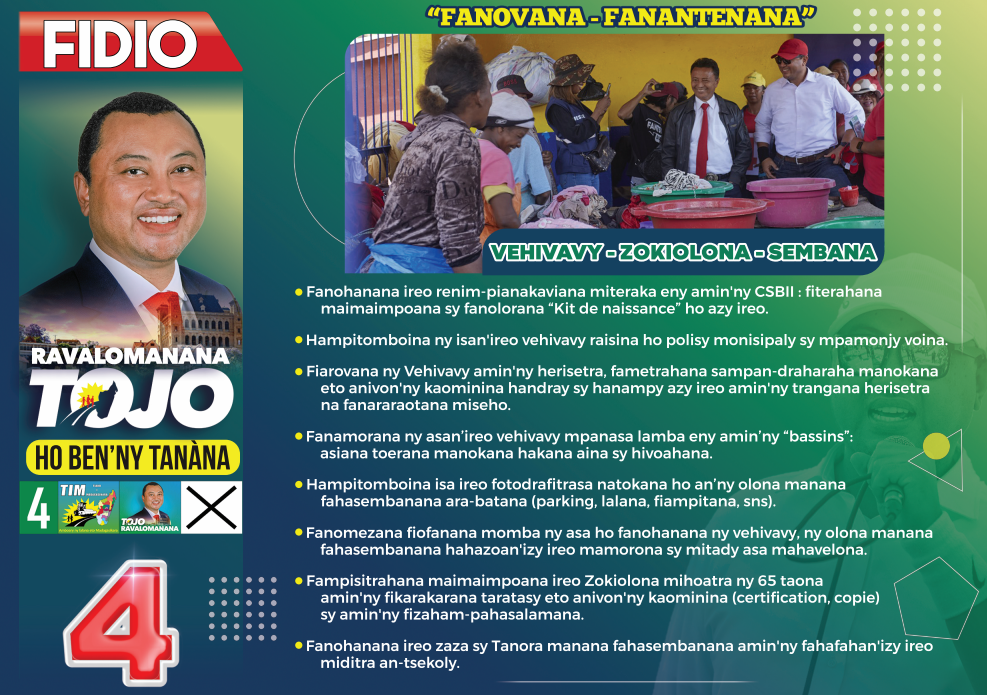 FIDIO
RAVALOMANANA
TOJO
HO BEN'NY TANÀNA
4
TIM
TOJO
RAVALOMANANA
4
“FANOVANA - FANANTENANA”
VEHIVAVY - ZOKIOLONA - SEMBANA
Fanohanana ireo renim-pianakaviana miteraka eny amin'ny CSBII : fiterahana
maimaimpoana sy fanolorana “Kit de naissance” ho azy ireo.
Hampitomboina ny isan'ireo vehivavy raisina ho polisy monisipaly sy mpamonjy voina.
Fiarovana ny Vehivavy amin'ny herisetra, fametrahana sampan-draharaha manokana
eto anivon'ny kaominina handray sy hanampy azy ireo amin'ny trangana herisetra
na fanararaotana miseho.
Fanamorana ny asan’ireo vehivavy mpanasa lamba eny amin’ny “bassins”:
asiana toerana manokana hakana aina sy hivoahana.
Hampitomboina isa ireo fotodrafitrasa natokana ho an’ny olona manana
fahasembanana ara-batana (parking, lalana, fiampitana, sns).
Fanomezana fiofanana momba ny asa ho fanohanana ny vehivavy, ny olona manana
fahasembanana hahazoan'izy ireo mamorona sy mitady asa mahavelona.
Fampisitrahana maimaimpoana ireo Zokiolona mihoatra ny 65 taona
amin'ny fikarakarana taratasy eto anivon'ny kaominina (certification, copie)
sy amin'ny fizaham-pahasalamana.
Fanohanana ireo zaza sy Tanora manana fahasembanana amin'ny fahafahan'izy ireo
miditra an-tsekoly.